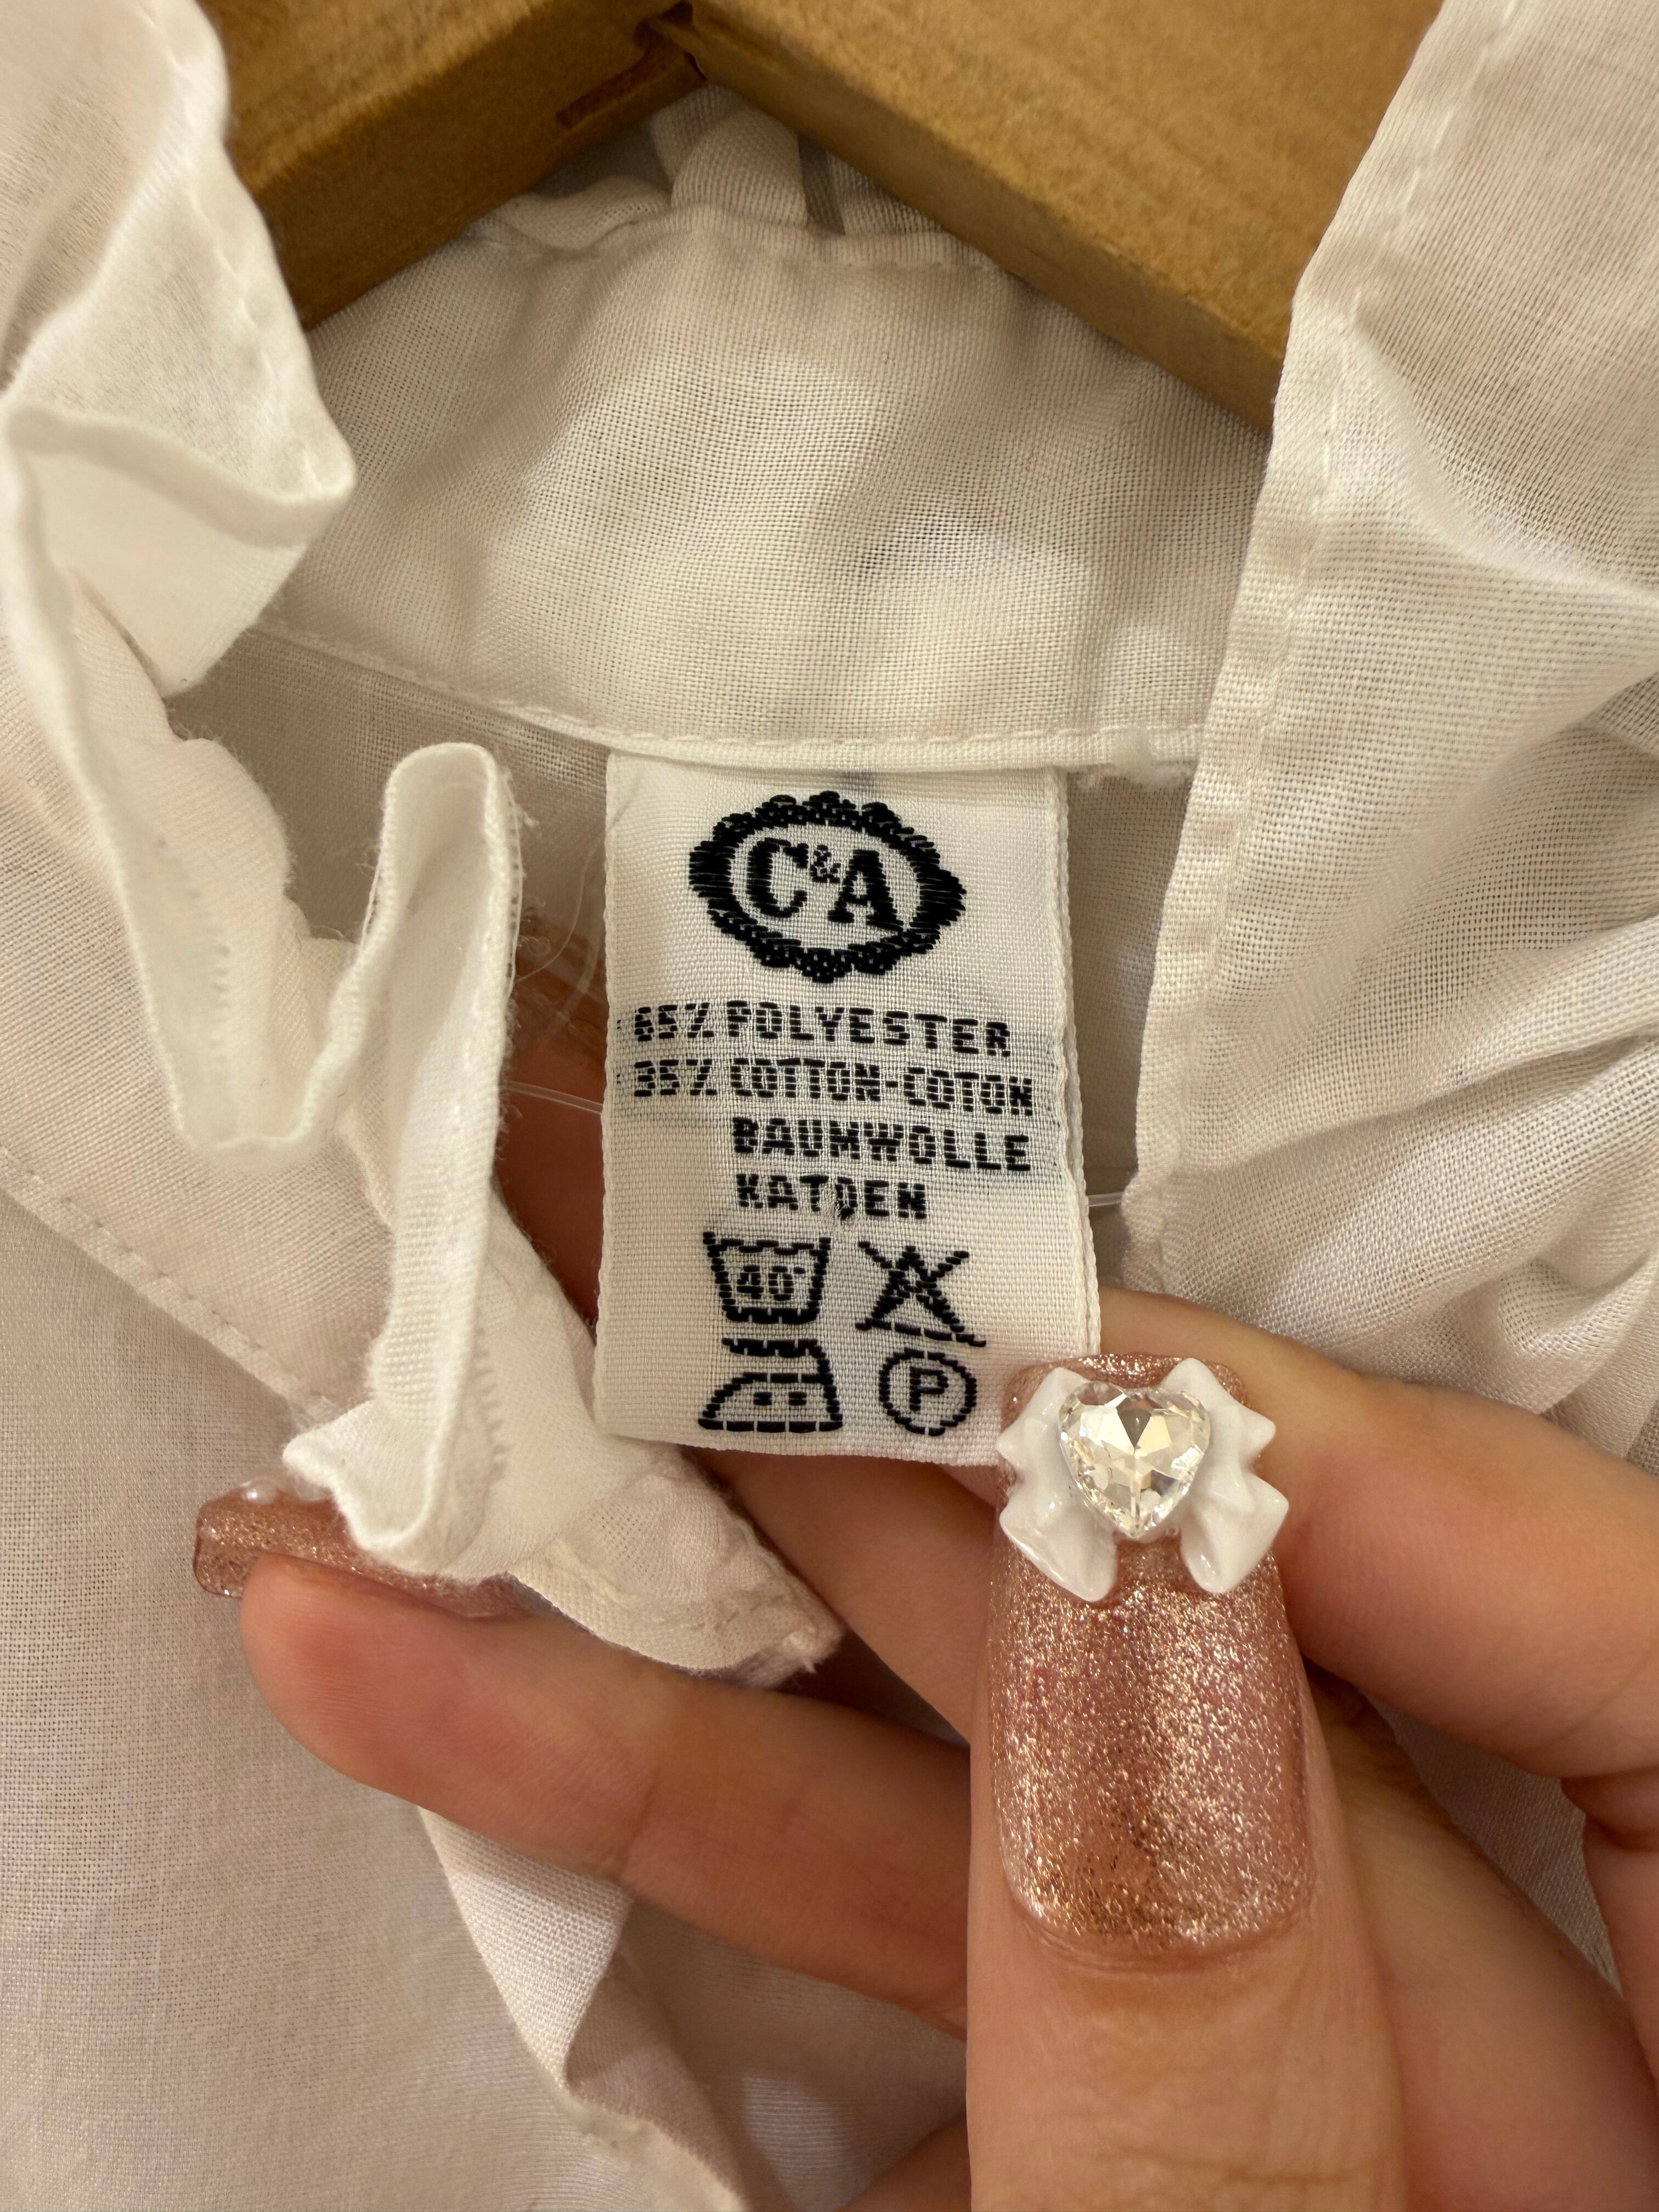 C&A
65% POLYESTER
35% COTTON-COTON
BAUMWOLLE
KATOEN
40°
P